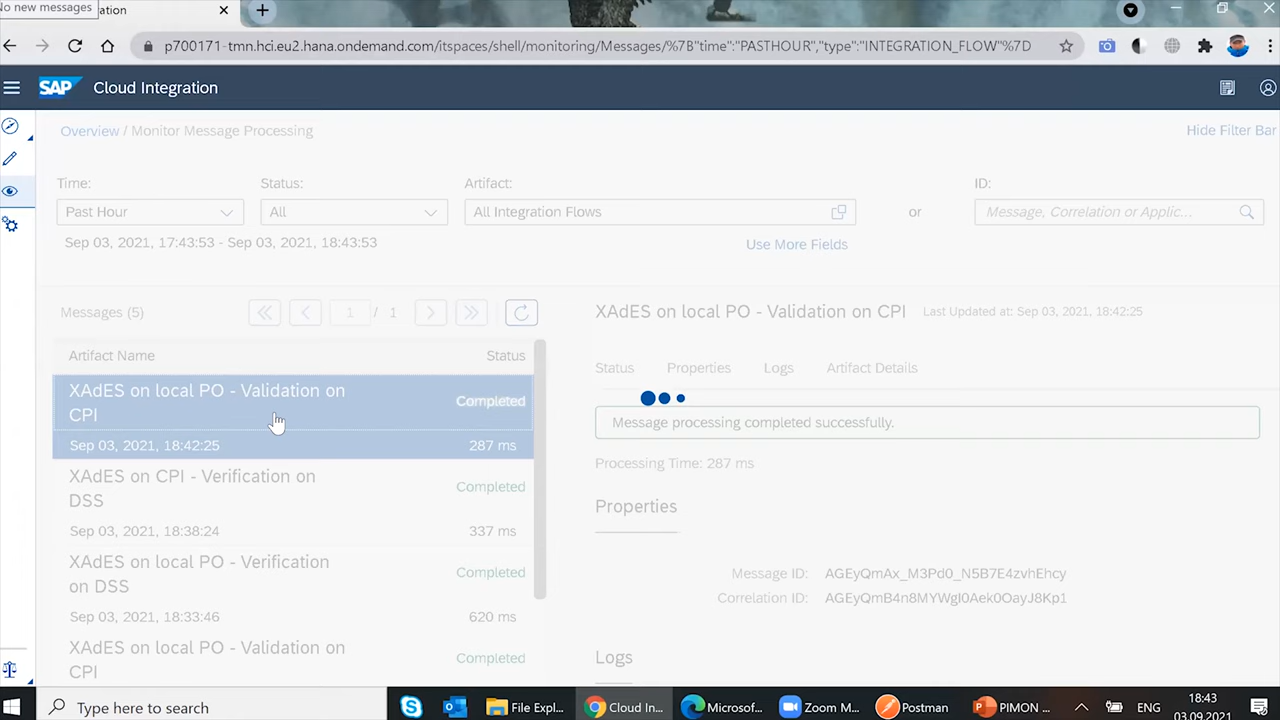 No new messages
ation
p700171-tmn.hci.eu2.hana.ondemand.com/itspaces/shell/monitoring/Messages/%7B"time":"PASTHOUR","type":"INTEGRATION_FLOW"%7D
SAP Cloud Integration
Overview / Monitor Message Processing
Hide Filter Bar
Time:
Status:
Artifact:
ID:
Past Hour
All
All Integration Flows
or
Message, Correlation or Applic...
Sep 03, 2021, 17:43:53 - Sep 03, 2021, 18:43:53
Use More Fields
Messages (5)
1 / 1
Artifact Name
Status
XAdES on local PO - Validation on
CPI
Completed
Sep 03, 2021, 18:42:25
287 ms
XAdES on CPI - Verification on
DSS
Completed
Sep 03, 2021, 18:38:24
337 ms
XAdES on local PO - Verification
on DSS
Completed
Sep 03, 2021, 18:33:46
620 ms
XAdES on local PO - Validation on
CPI
Completed
XAdES on local PO - Validation on CPI
Last Updated at: Sep 03, 2021, 18:42:25
Status
Properties
Logs
Artifact Details
Message processing completed successfully.
Processing Time: 287 ms
Properties
Message ID: AGEyQmAx_M3Pd0_N5B7E4zvhEhcy
Correlation ID: AGEyQmB4n8MYWgI0Aek0OayJ8Kp1
Logs
Type here to search
File Expl...
Cloud In...
Microsof...
Zoom M...
Postman
PIMON ...
ENG
18:43
03.09.2021